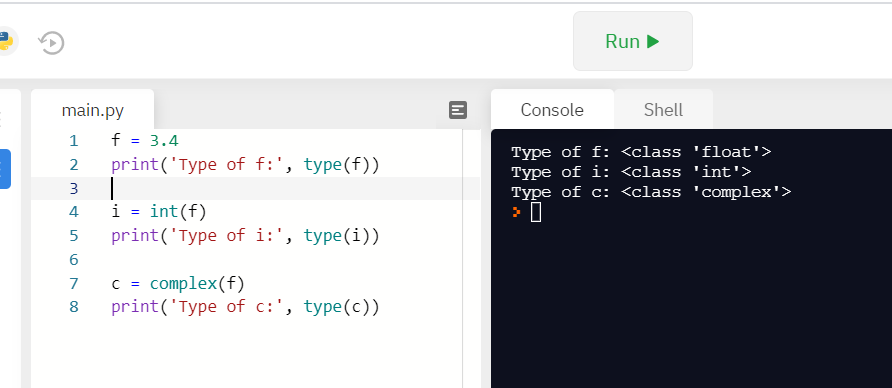 Run
main.py
Console Shell
1 f = 3.4
2 print('Type of f:', type(f))
3
4 i = int(f)
5 print('Type of i:', type(i))
6
7 c = complex(f)
8 print('Type of c:', type(c))
Type of f: <class 'float'>
Type of i: <class 'int'>
Type of c: <class 'complex'>
>